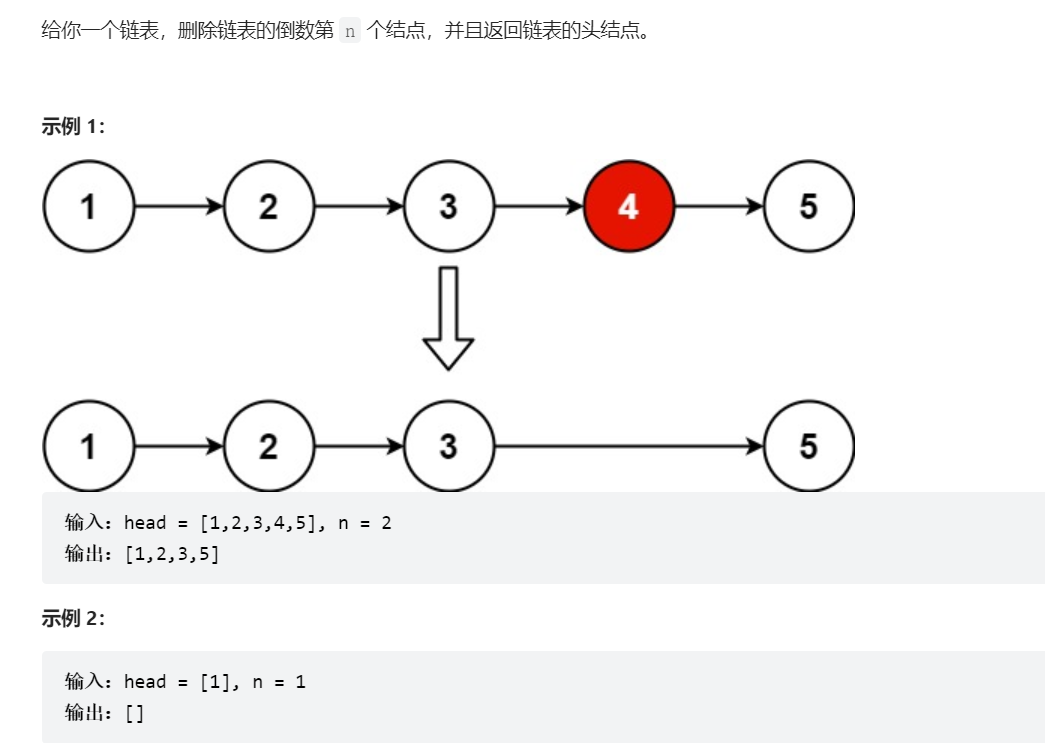 给你一个链表，删除链表的倒数第 n 个结点，并且返回链表的头结点。
示例 1：
1 2 3 4 5
1 2 3 5
输入：head = [1,2,3,4,5], n = 2
输出：[1,2,3,5]
示例 2：
输入：head = [1], n = 1
输出：[]